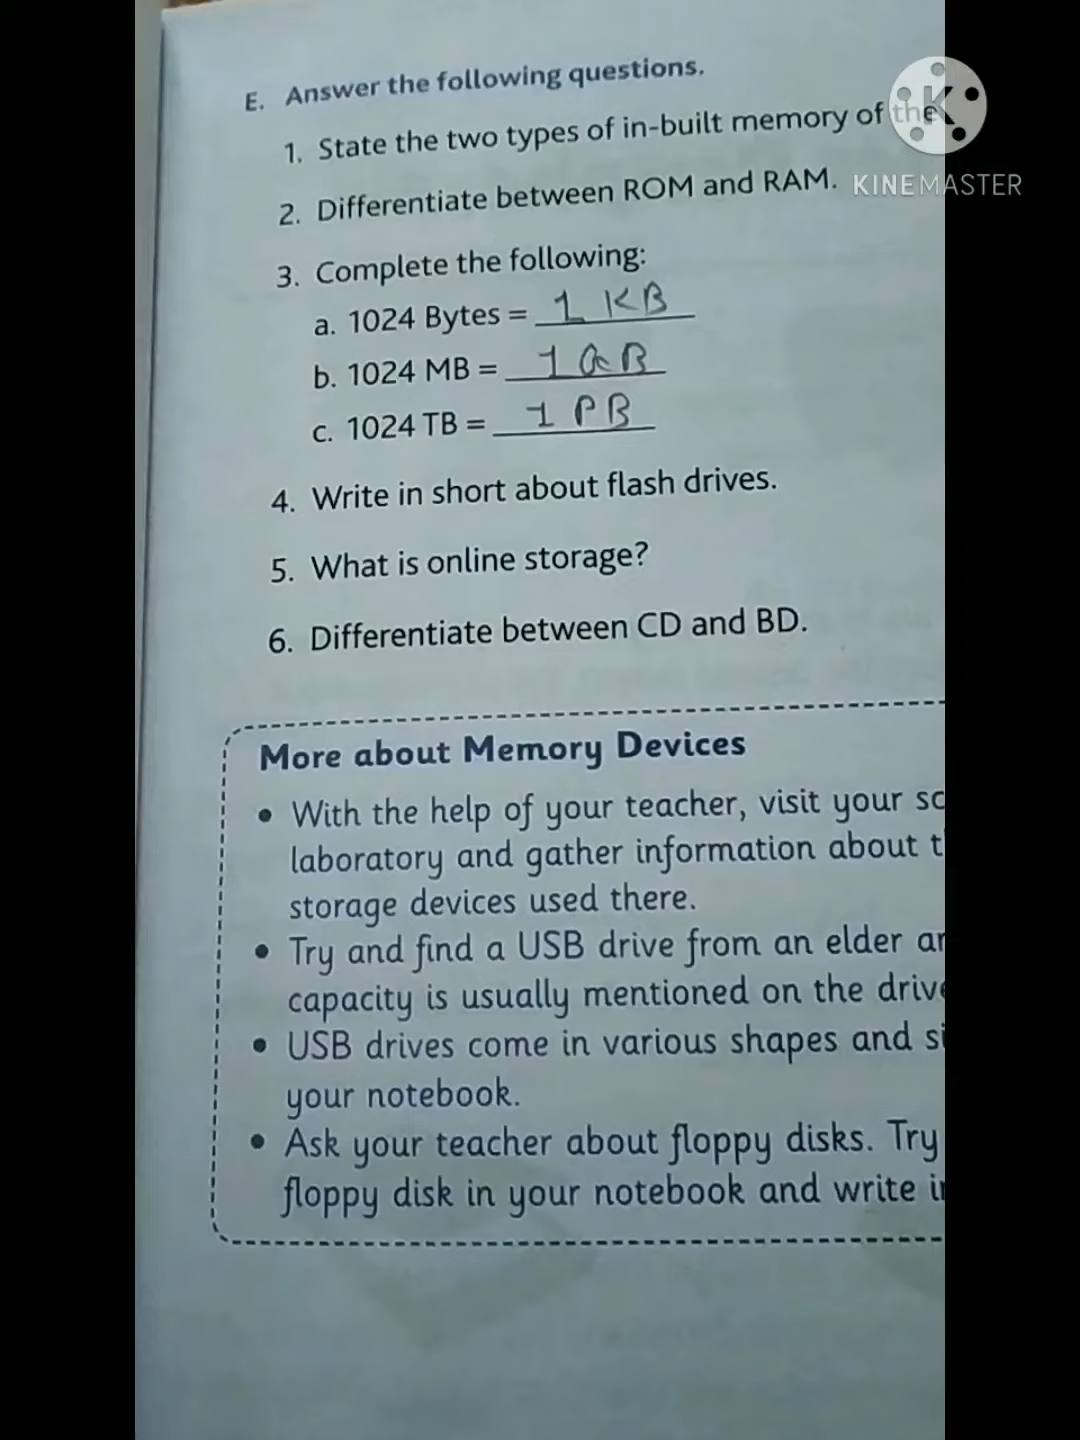 E. Answer the following questions.
1. State the two types of in-built memory of the
2. Differentiate between ROM and RAM.
KINEMASTER
3. Complete the following:
a. 1024 Bytes = 1 KB
b. 1024 MB = 1 GB
c. 1024 TB = 1 PB
4. Write in short about flash drives.
5. What is online storage?
6. Differentiate between CD and BD.
More about Memory Devices
• With the help of your teacher, visit your sc
laboratory and gather information about t
storage devices used there.
• Try and find a USB drive from an elder an
capacity is usually mentioned on the drive
• USB drives come in various shapes and si
your notebook.
• Ask your teacher about floppy disks. Try
floppy disk in your notebook and write in